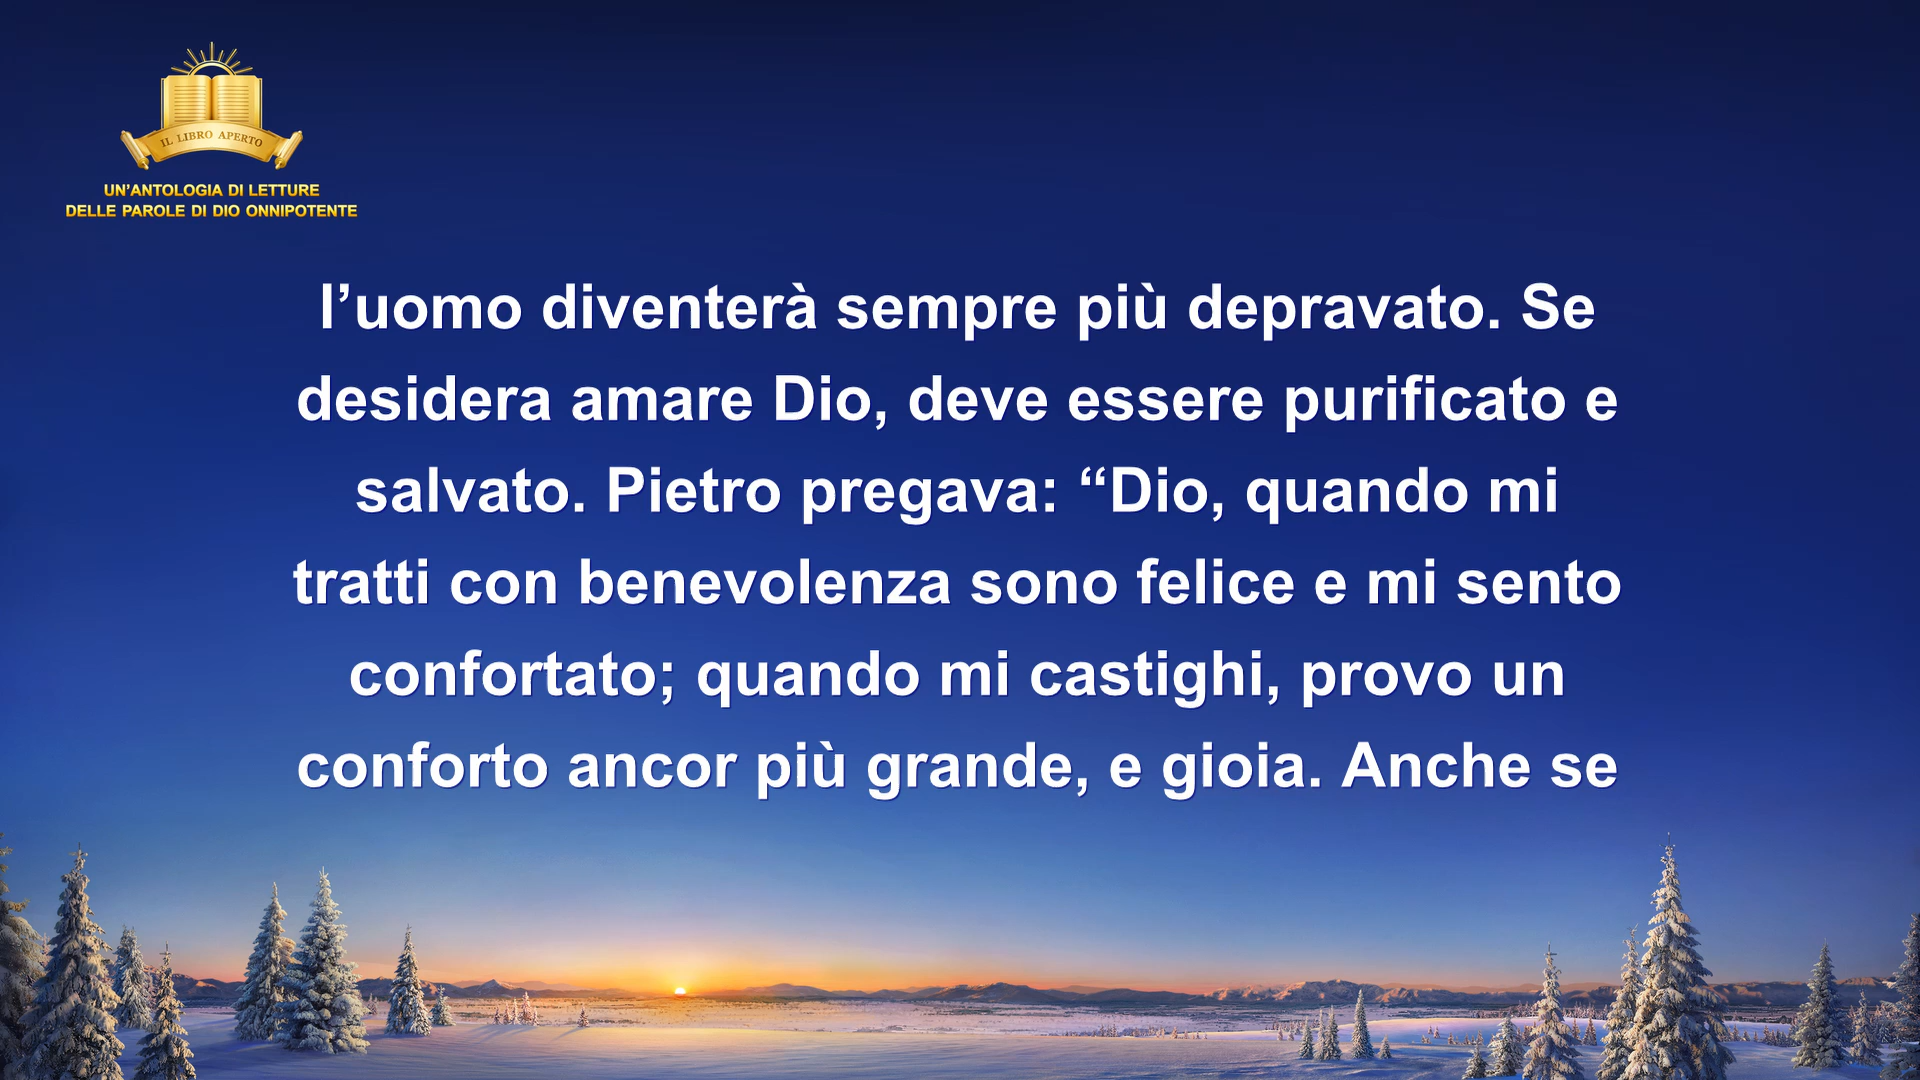 IL LIBRO APERTO
UN’ANTOLOGIA DI LETTURE
DELLE PAROLE DI DIO ONNIPOTENTE
l’uomo diventerà sempre più depravato. Se
desidera amare Dio, deve essere purificato e
salvato. Pietro pregava: “Dio, quando mi
tratti con benevolenza sono felice e mi sento
confortato; quando mi castighi, provo un
conforto ancor più grande, e gioia. Anche se